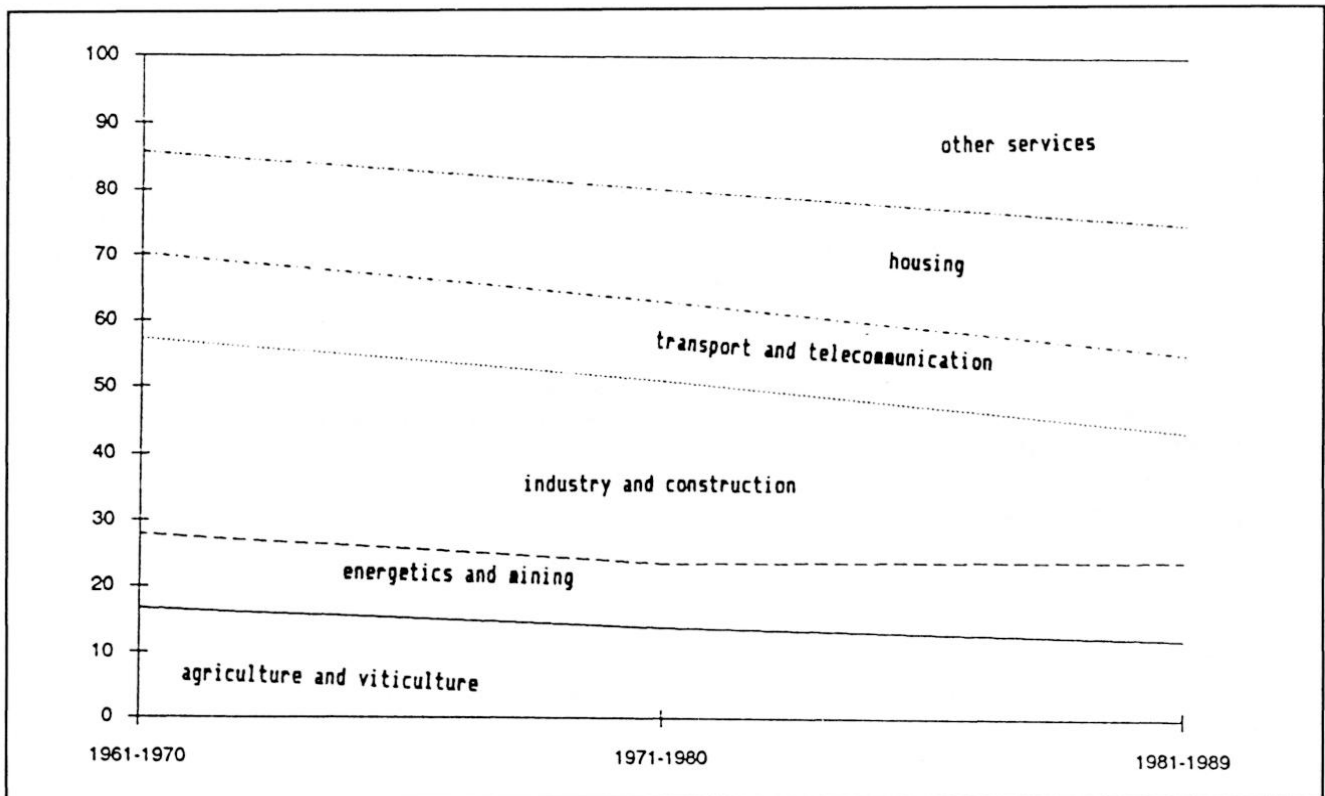 100
90
80
70
60
50
40
30
20
10
0
other services
housing
transport and telecommunication
industry and construction
energetics and mining
agriculture and viticulture
1961-1970
1971-1980
1981-1989